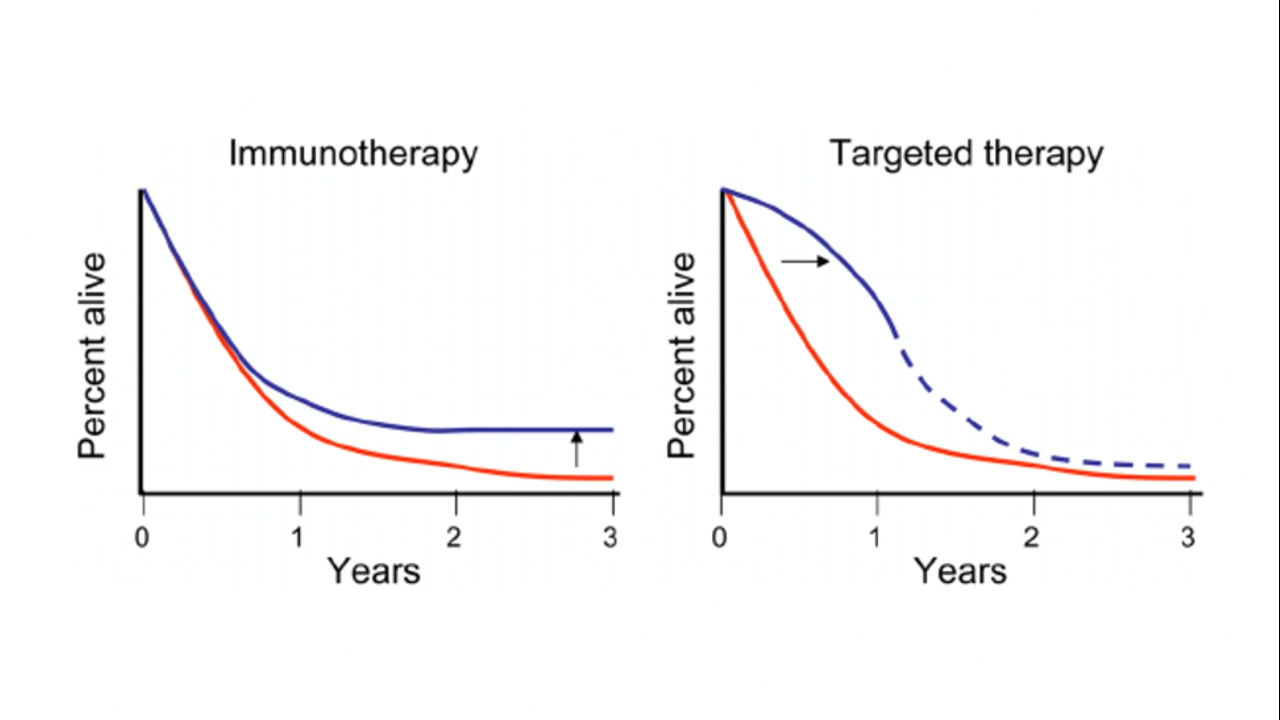 Immunotherapy
Percent alive
0 1 2 3
Years
Targeted therapy
Percent alive
0 1 2 3
Years